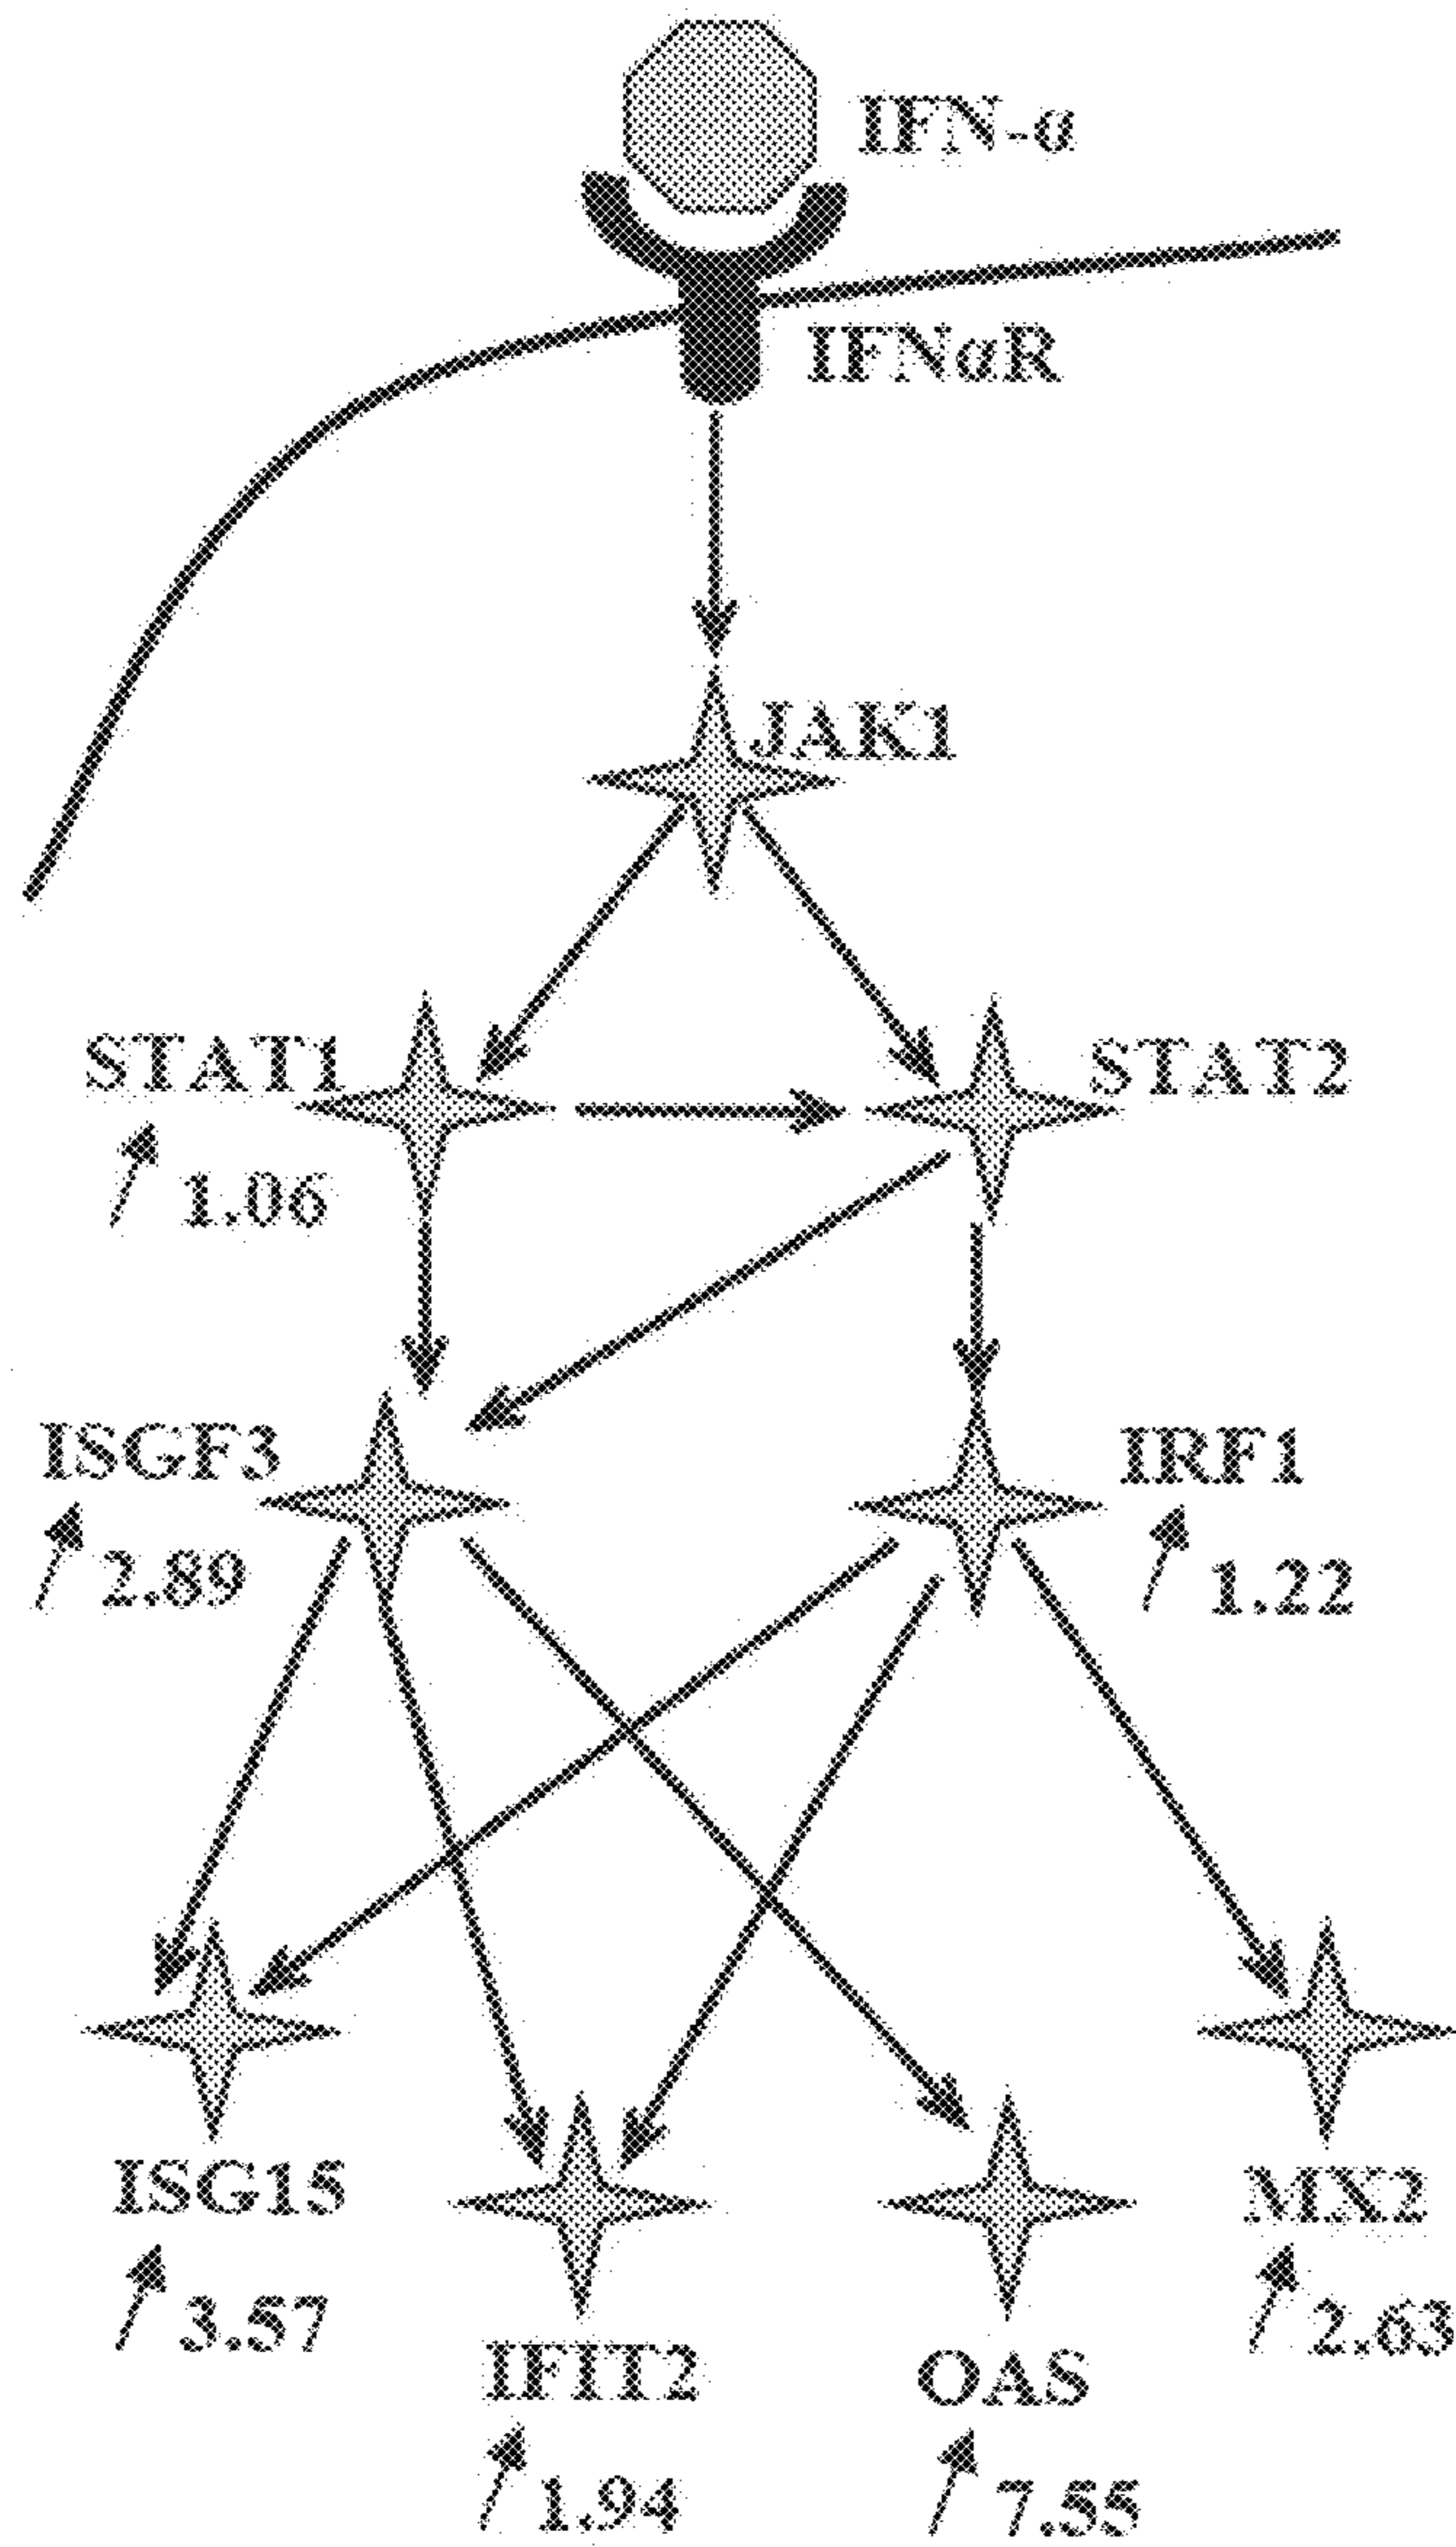 IFN-α
IFNαR
JAK1
STAT1
1.06
STAT2
ISGF3
2.89
IRF1
1.22
ISG15
3.57
IFIT2
1.94
OAS
7.55
MX2
2.63